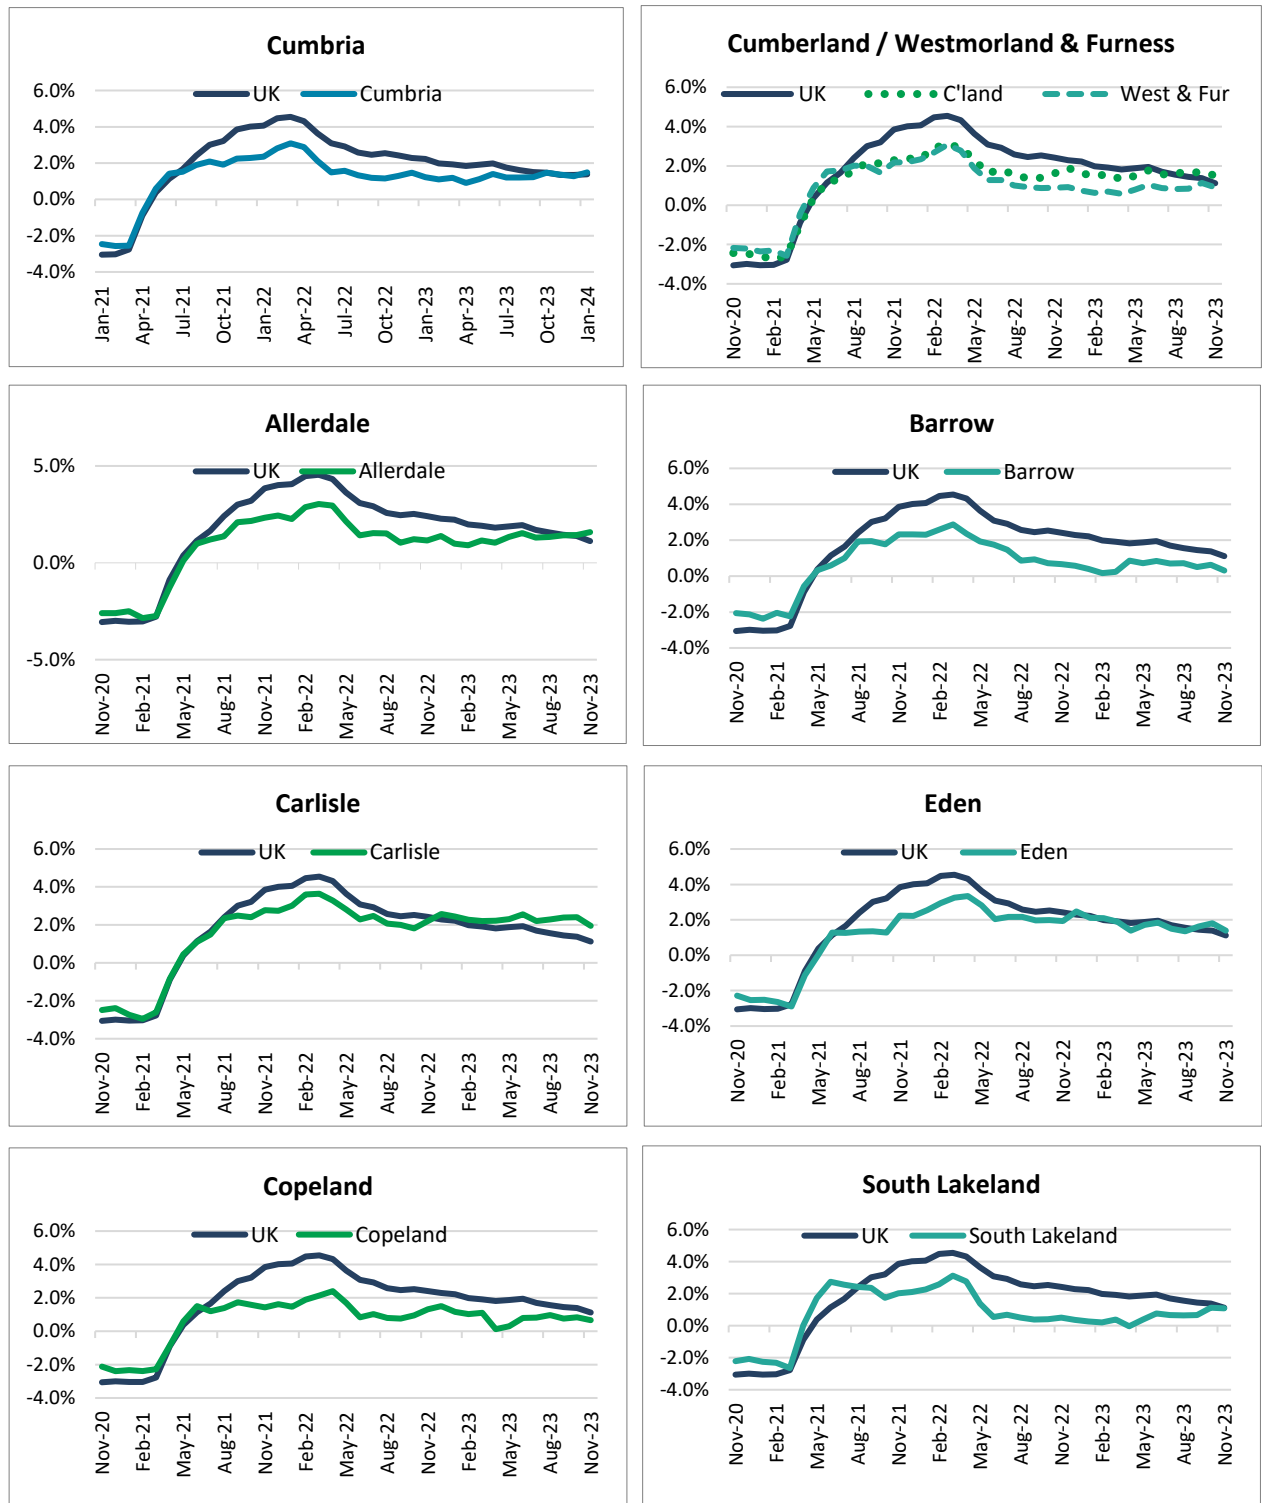 Cumbria
UK Cumbria
6.0%
4.0%
2.0%
0.0%
-2.0%
-4.0%
Jan-21
Apr-21
Jul-21
Oct-21
Jan-22
Apr-22
Jul-22
Oct-22
Jan-23
Apr-23
Jul-23
Oct-23
Jan-24
Cumberland / Westmorland & Furness
UK C'land West & Fur
6.0%
4.0%
2.0%
0.0%
-2.0%
-4.0%
Nov-20
Feb-21
May-21
Aug-21
Nov-21
Feb-22
May-22
Aug-22
Nov-22
Feb-23
May-23
Aug-23
Nov-23
Allerdale
UK Allerdale
5.0%
0.0%
-5.0%
Nov-20
Feb-21
May-21
Aug-21
Nov-21
Feb-22
May-22
Aug-22
Nov-22
Feb-23
May-23
Aug-23
Nov-23
Barrow
UK Barrow
6.0%
4.0%
2.0%
0.0%
-2.0%
-4.0%
Nov-20
Feb-21
May-21
Aug-21
Nov-21
Feb-22
May-22
Aug-22
Nov-22
Feb-23
May-23
Aug-23
Nov-23
Carlisle
UK Carlisle
6.0%
4.0%
2.0%
0.0%
-2.0%
-4.0%
Nov-20
Feb-21
May-21
Aug-21
Nov-21
Feb-22
May-22
Aug-22
Nov-22
Feb-23
May-23
Aug-23
Nov-23
Eden
UK Eden
6.0%
4.0%
2.0%
0.0%
-2.0%
-4.0%
Nov-20
Feb-21
May-21
Aug-21
Nov-21
Feb-22
May-22
Aug-22
Nov-22
Feb-23
May-23
Aug-23
Nov-23
Copeland
UK Copeland
6.0%
4.0%
2.0%
0.0%
-2.0%
-4.0%
Nov-20
Feb-21
May-21
Aug-21
Nov-21
Feb-22
May-22
Aug-22
Nov-22
Feb-23
May-23
Aug-23
Nov-23
South Lakeland
UK South Lakeland
6.0%
4.0%
2.0%
0.0%
-2.0%
-4.0%
Nov-20
Feb-21
May-21
Aug-21
Nov-21
Feb-22
May-22
Aug-22
Nov-22
Feb-23
May-23
Aug-23
Nov-23